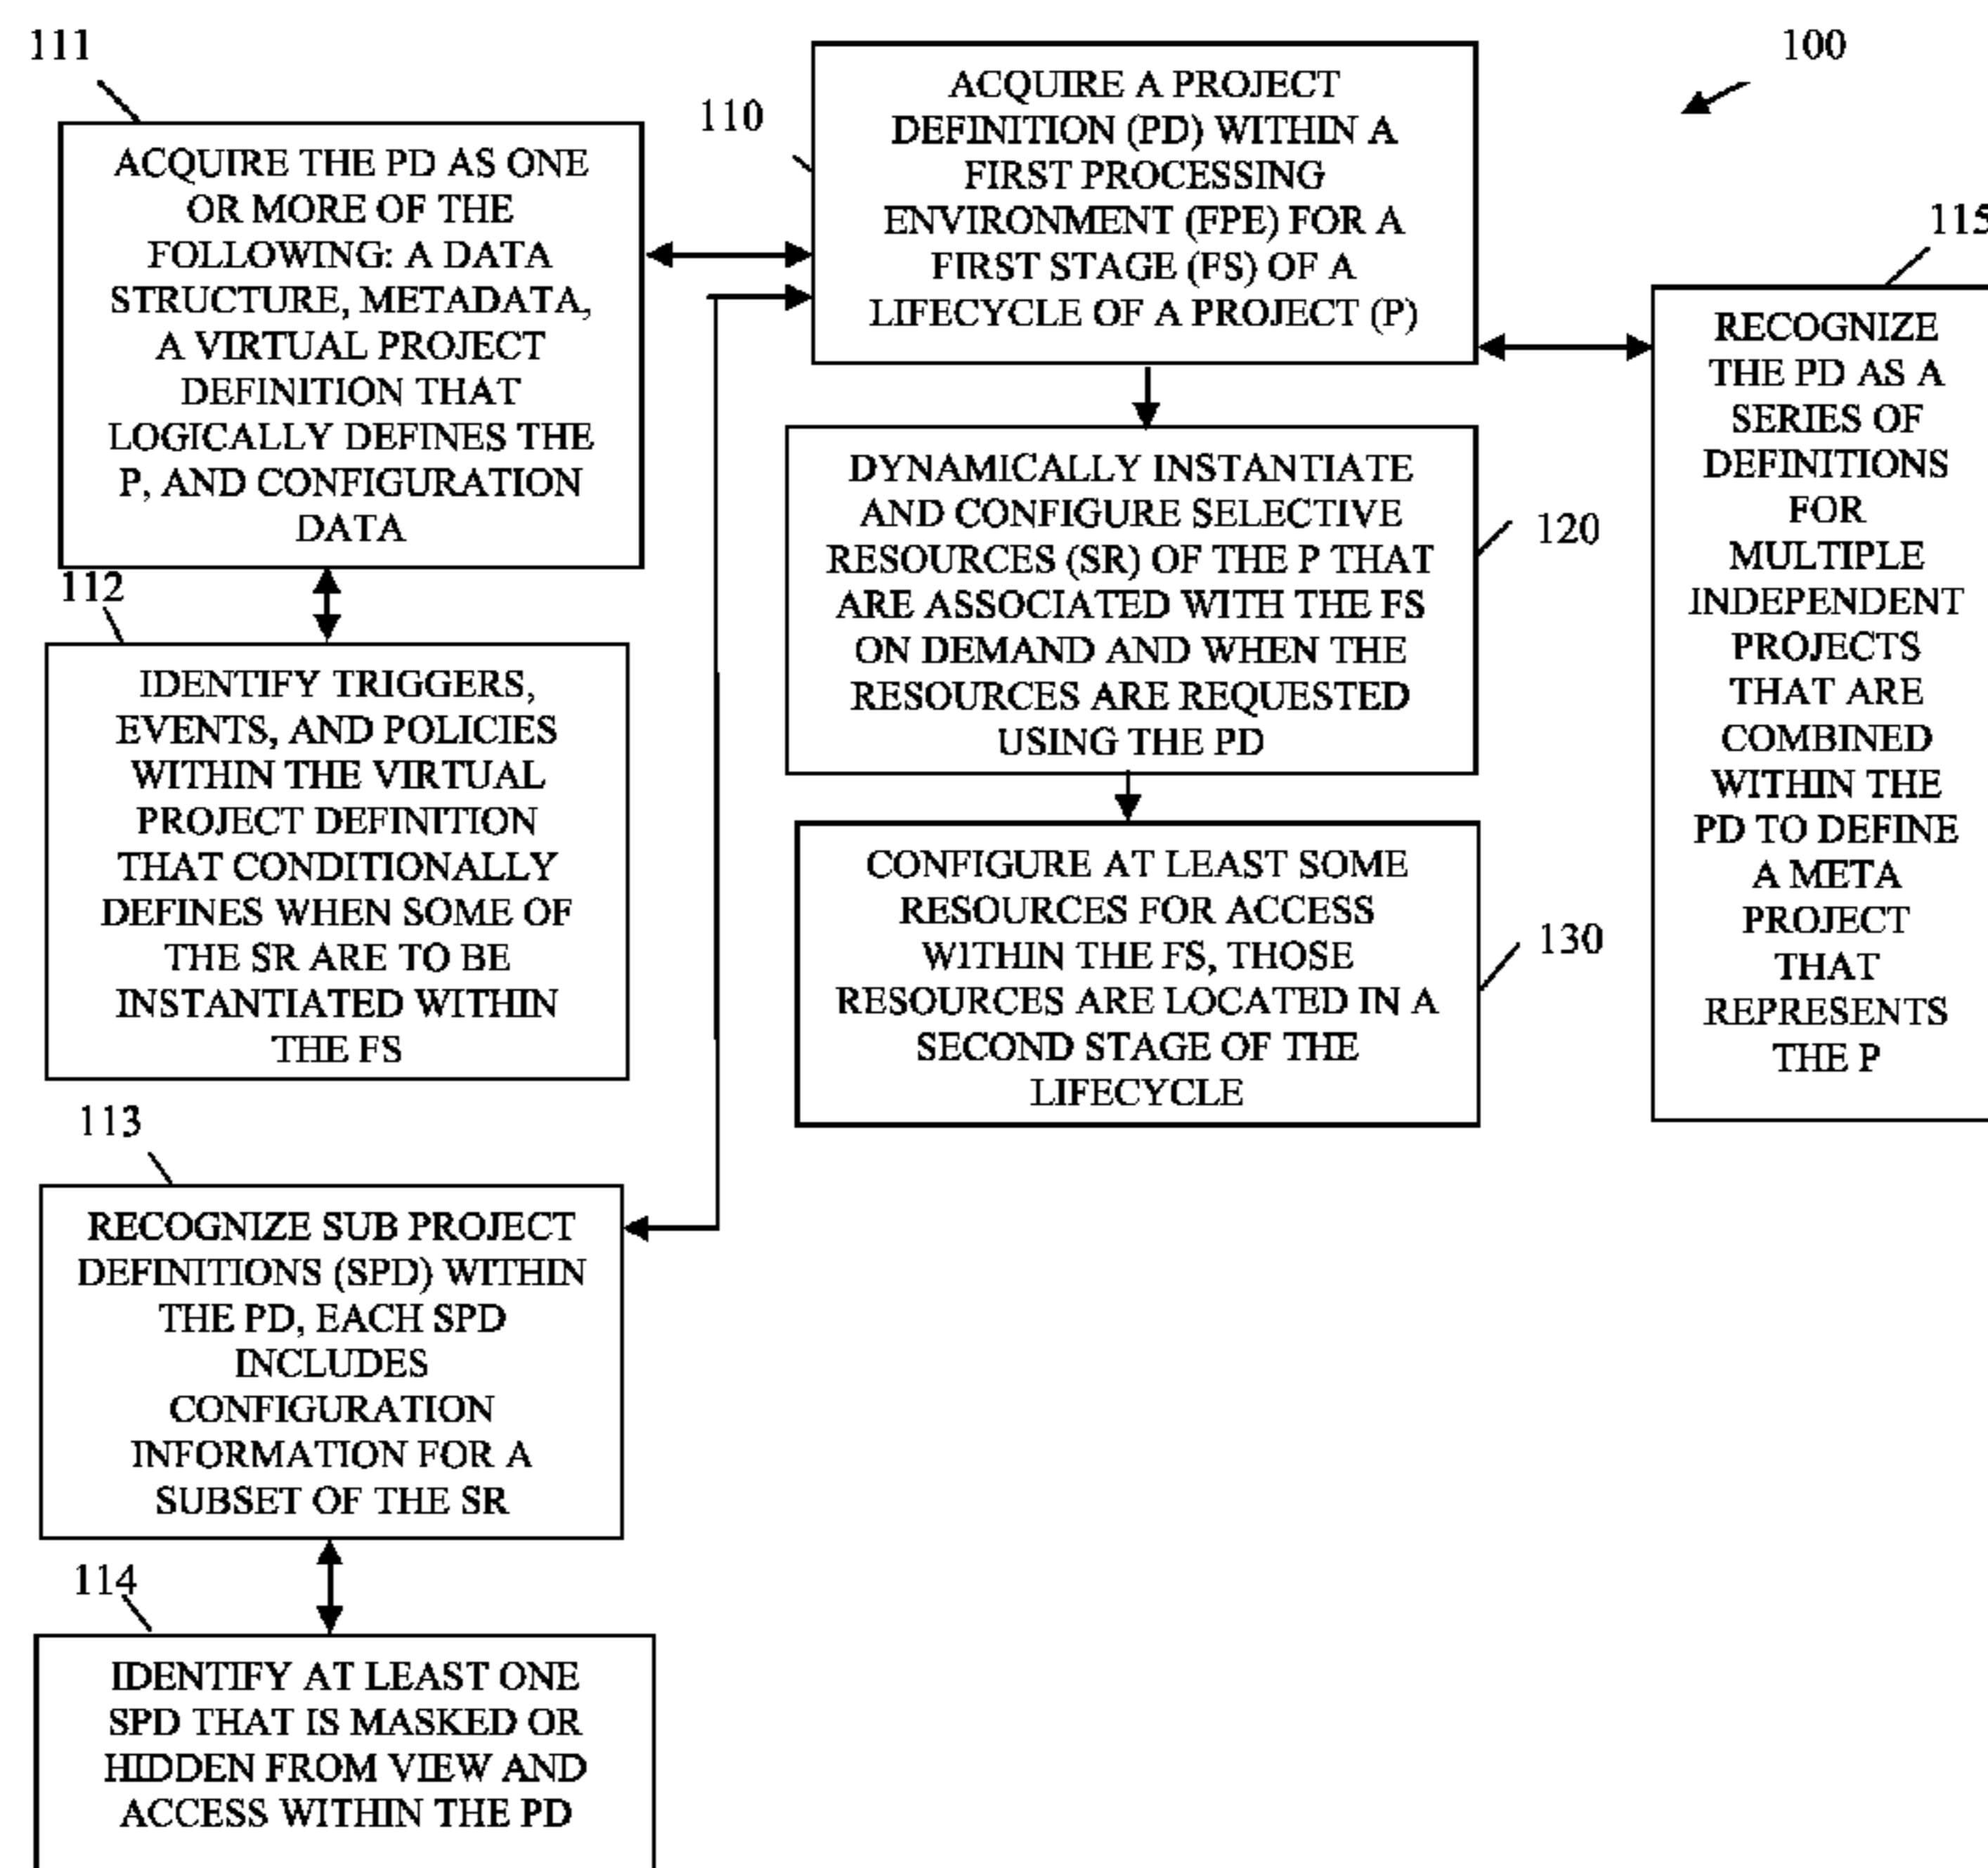 111
ACQUIRE THE PD AS ONE
OR MORE OF THE
FOLLOWING: A DATA
STRUCTURE, METADATA,
A VIRTUAL PROJECT
DEFINITION THAT
LOGICALLY DEFINES THE
P, AND CONFIGURATION
DATA
112
IDENTIFY TRIGGERS,
EVENTS, AND POLICIES
WITHIN THE VIRTUAL
PROJECT DEFINITION
THAT CONDITIONALLY
DEFINES WHEN SOME OF
THE SR ARE TO BE
INSTANTIATED WITHIN
THE FS
113
RECOGNIZE SUB PROJECT
DEFINITIONS (SPD) WITHIN
THE PD, EACH SPD
INCLUDES
CONFIGURATION
INFORMATION FOR A
SUBSET OF THE SR
114
IDENTIFY AT LEAST ONE
SPD THAT IS MASKED OR
HIDDEN FROM VIEW AND
ACCESS WITHIN THE PD
110
ACQUIRE A PROJECT
DEFINITION (PD) WITHIN A
FIRST PROCESSING
ENVIRONMENT (FPE) FOR A
FIRST STAGE (FS) OF A
LIFECYCLE OF A PROJECT (P)
DYNAMICALLY INSTANTIATE
AND CONFIGURE SELECTIVE
RESOURCES (SR) OF THE P THAT
ARE ASSOCIATED WITH THE FS
ON DEMAND AND WHEN THE
RESOURCES ARE REQUESTED
USING THE PD
120
CONFIGURE AT LEAST SOME
RESOURCES FOR ACCESS
WITHIN THE FS, THOSE
RESOURCES ARE LOCATED IN A
SECOND STAGE OF THE
LIFECYCLE
130
100
115
RECOGNIZE
THE PD AS A
SERIES OF
DEFINITIONS
FOR
MULTIPLE
INDEPENDENT
PROJECTS
THAT ARE
COMBINED
WITHIN THE
PD TO DEFINE
A META
PROJECT
THAT
REPRESENTS
THE P